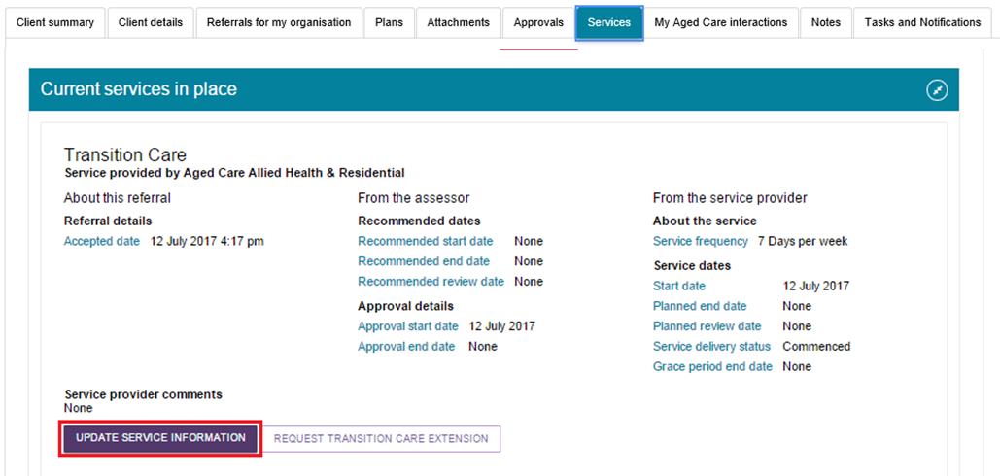 Client summary
Client details
Referrals for my organisation
Plans
Attachments
Approvals
Services
My Aged Care interactions
Notes
Tasks and Notifications
Current services in place
Transition Care
Service provided by Aged Care Allied Health & Residential
About this referral
Referral details
Accepted date 12 July 2017 4:17 pm
From the assessor
Recommended dates
Recommended start date None
Recommended end date None
Recommended review date None
Approval details
Approval start date 12 July 2017
Approval end date None
From the service provider
About the service
Service frequency 7 Days per week
Service dates
Start date 12 July 2017
Planned end date None
Planned review date None
Service delivery status Commenced
Grace period end date None
Service provider comments
None
UPDATE SERVICE INFORMATION
REQUEST TRANSITION CARE EXTENSION